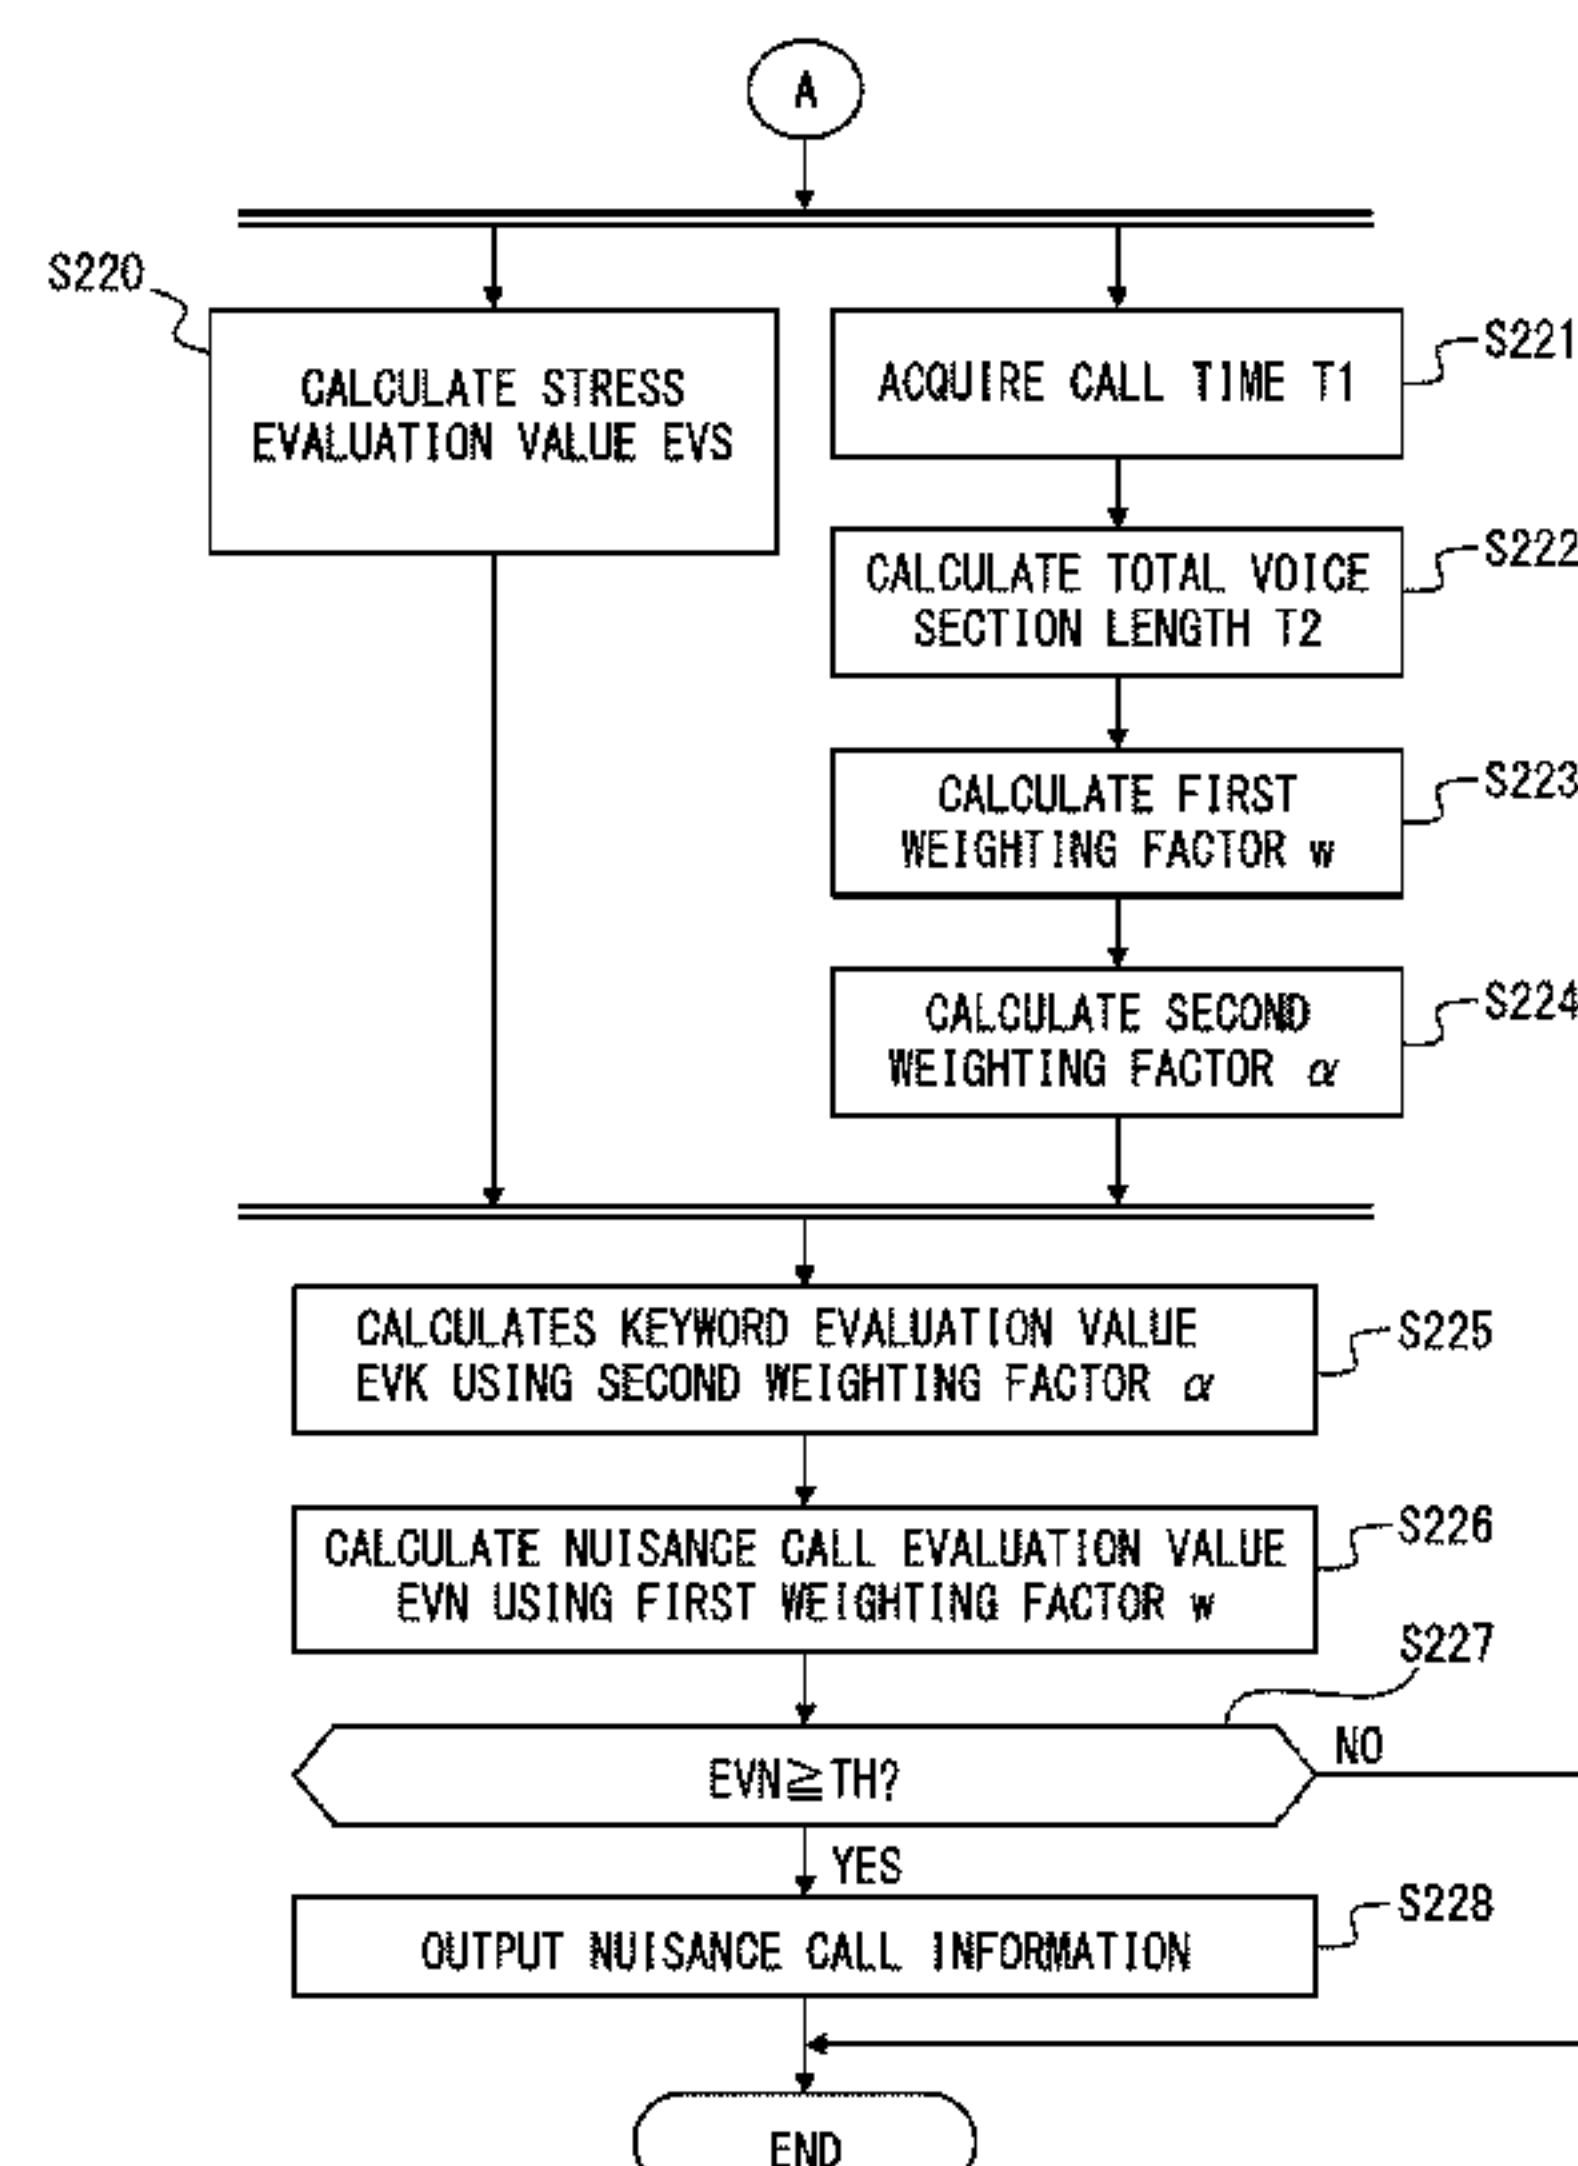 A
S220
CALCULATE STRESS
EVALUATION VALUE EVS
ACQUIRE CALL TIME T1
S221
CALCULATE TOTAL VOICE
SECTION LENGTH T2
S222
CALCULATE FIRST
WEIGHTING FACTOR w
S223
CALCULATE SECOND
WEIGHTING FACTOR α
S224
CALCULATES KEYWORD EVALUATION VALUE
EVK USING SECOND WEIGHTING FACTOR α
S225
CALCULATE NUISANCE CALL EVALUATION VALUE
EVN USING FIRST WEIGHTING FACTOR w
S226
S227
EVN≧TH?
NO
YES
OUTPUT NUISANCE CALL INFORMATION
S228
END